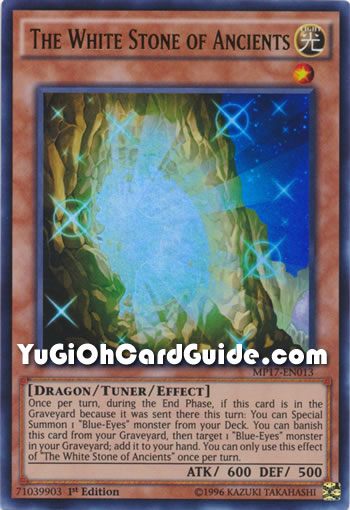 THE WHITE STONE OF ANCIENTS
LIGHT
光
YuGiOhCardGuide.com
MP17-EN013
[DRAGON/TUNER/EFFECT]
Once per turn, during the End Phase, if this card is in the
Graveyard because it was sent there this turn: You can Special
Summon 1 "Blue-Eyes" monster from your Deck. You can banish
this card from your Graveyard, then target 1 "Blue-Eyes" monster
in your Graveyard; add it to your hand. You can only use this effect
of "The White Stone of Ancients" once per turn.
ATK/ 600 DEF/ 500
71039903 1st Edition ©1996 KAZUKI TAKAHASHI